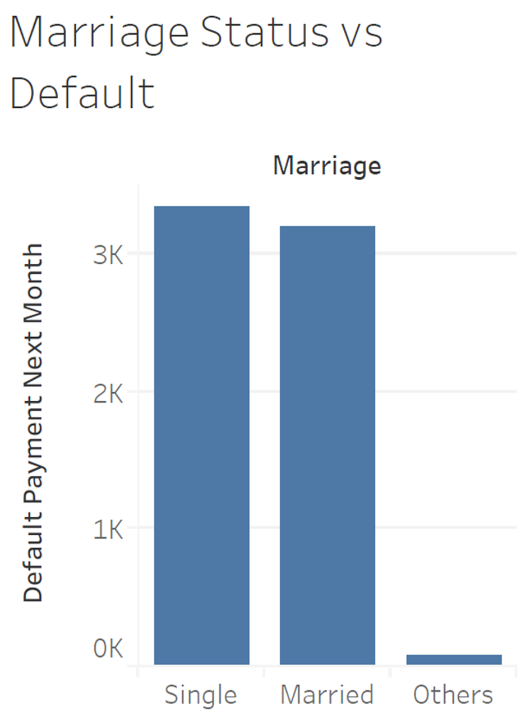 Marriage Status vs
Default
Marriage
Default Payment Next Month
3K
2K
1K
0K
Single Married Others